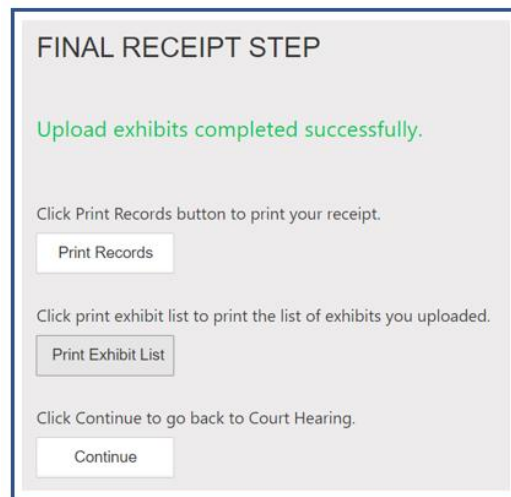 FINAL RECEIPT STEP
Upload exhibits completed successfully.
Click Print Records button to print your receipt.
Print Records
Click print exhibit list to print the list of exhibits you uploaded.
Print Exhibit List
Click Continue to go back to Court Hearing.
Continue